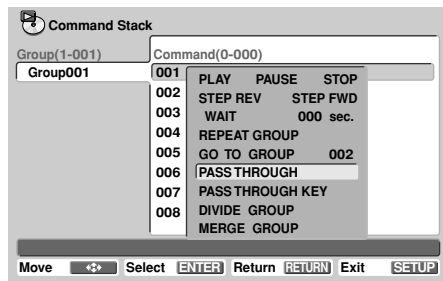 Command Stack
Group(1-001) Command(0-000)
Group001
001
002
003
004
005
006
007
008
PLAY PAUSE STOP
STEP REV STEP FWD
WAIT 000 sec.
REPEAT GROUP
GO TO GROUP 002
PASS THROUGH
PASS THROUGH KEY
DIVIDE GROUP
MERGE GROUP
Move Select ENTER Return RETURN Exit SETUP